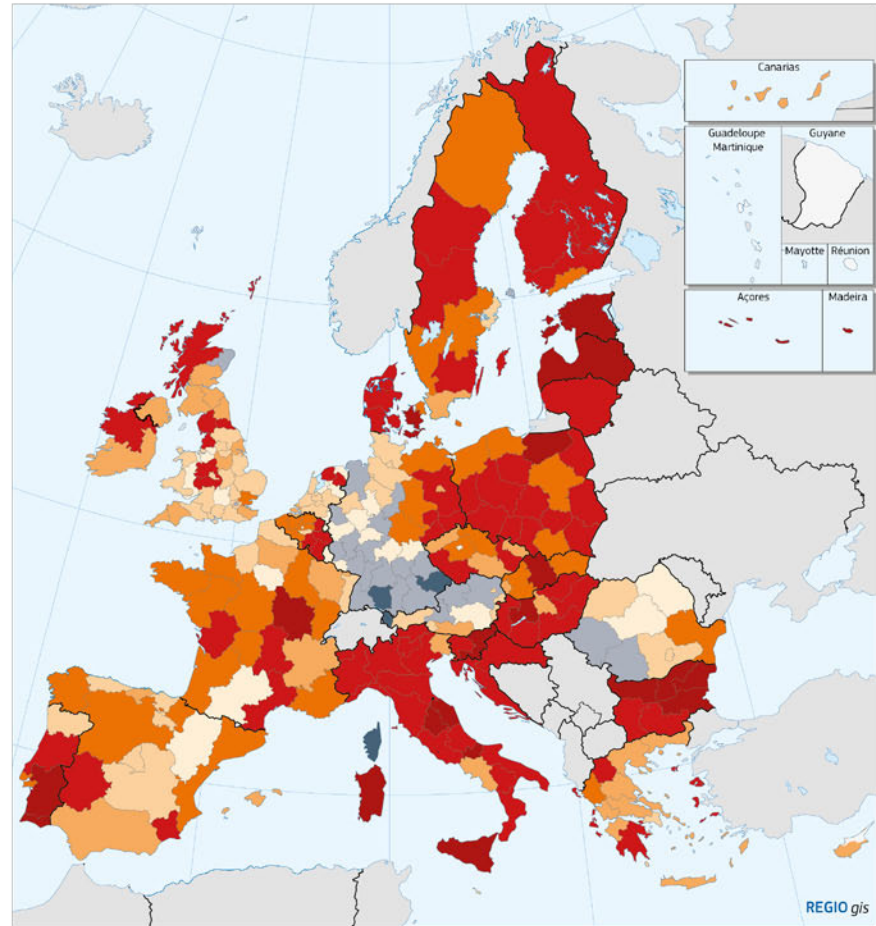 Canarias
Guadeloupe
Martinique
Guyane
Mayotte
Réunion
Açores
Madeira
REGIO gis